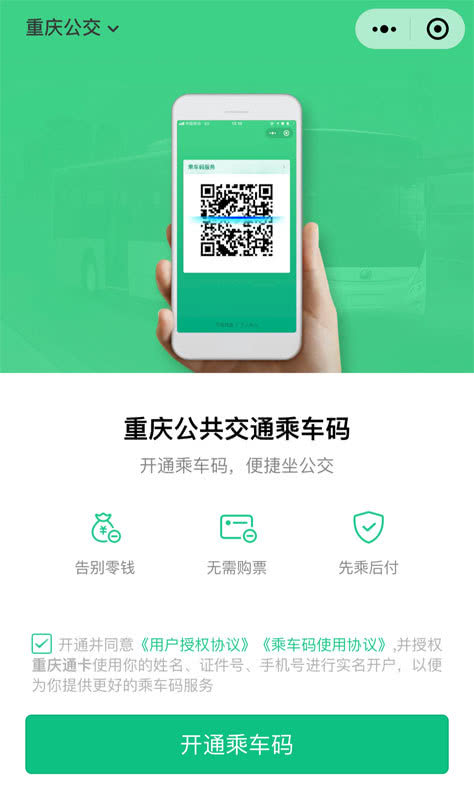 重庆公交
乘车码服务
重庆公共交通乘车码
开通乘车码，便捷坐公交
告别零钱
无需购票
先乘后付
开通并同意《用户授权协议》《乘车码使用协议》,并授权
重庆通卡使用你的姓名、证件号、手机号进行实名开户，以便
为你提供更好的乘车码服务
开通乘车码